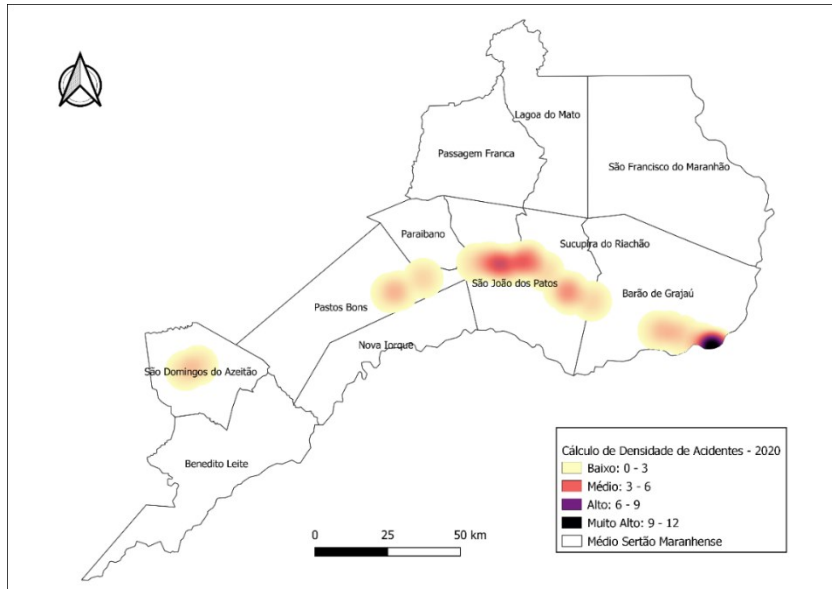 Lagoa do Mato
Passagem Franca
São Francisco do Maranhão
Paraibano
Sucupira do Riachão
São João dos Patos
Barão de Grajaú
Pastos Bons
Nova Iorque
São Domingos do Azeitão
Benedito Leite
Cálculo de Densidade de Acidentes - 2020
Baixo: 0 - 3
Médio: 3 - 6
Alto: 6 - 9
Muito Alto: 9 - 12
Médio Sertão Maranhense
0 25 50 km